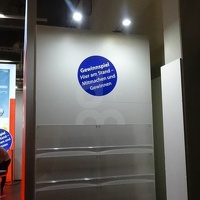 Gewinnspiel
Hier am Stand -
Mitmachen und
Gewinnen.